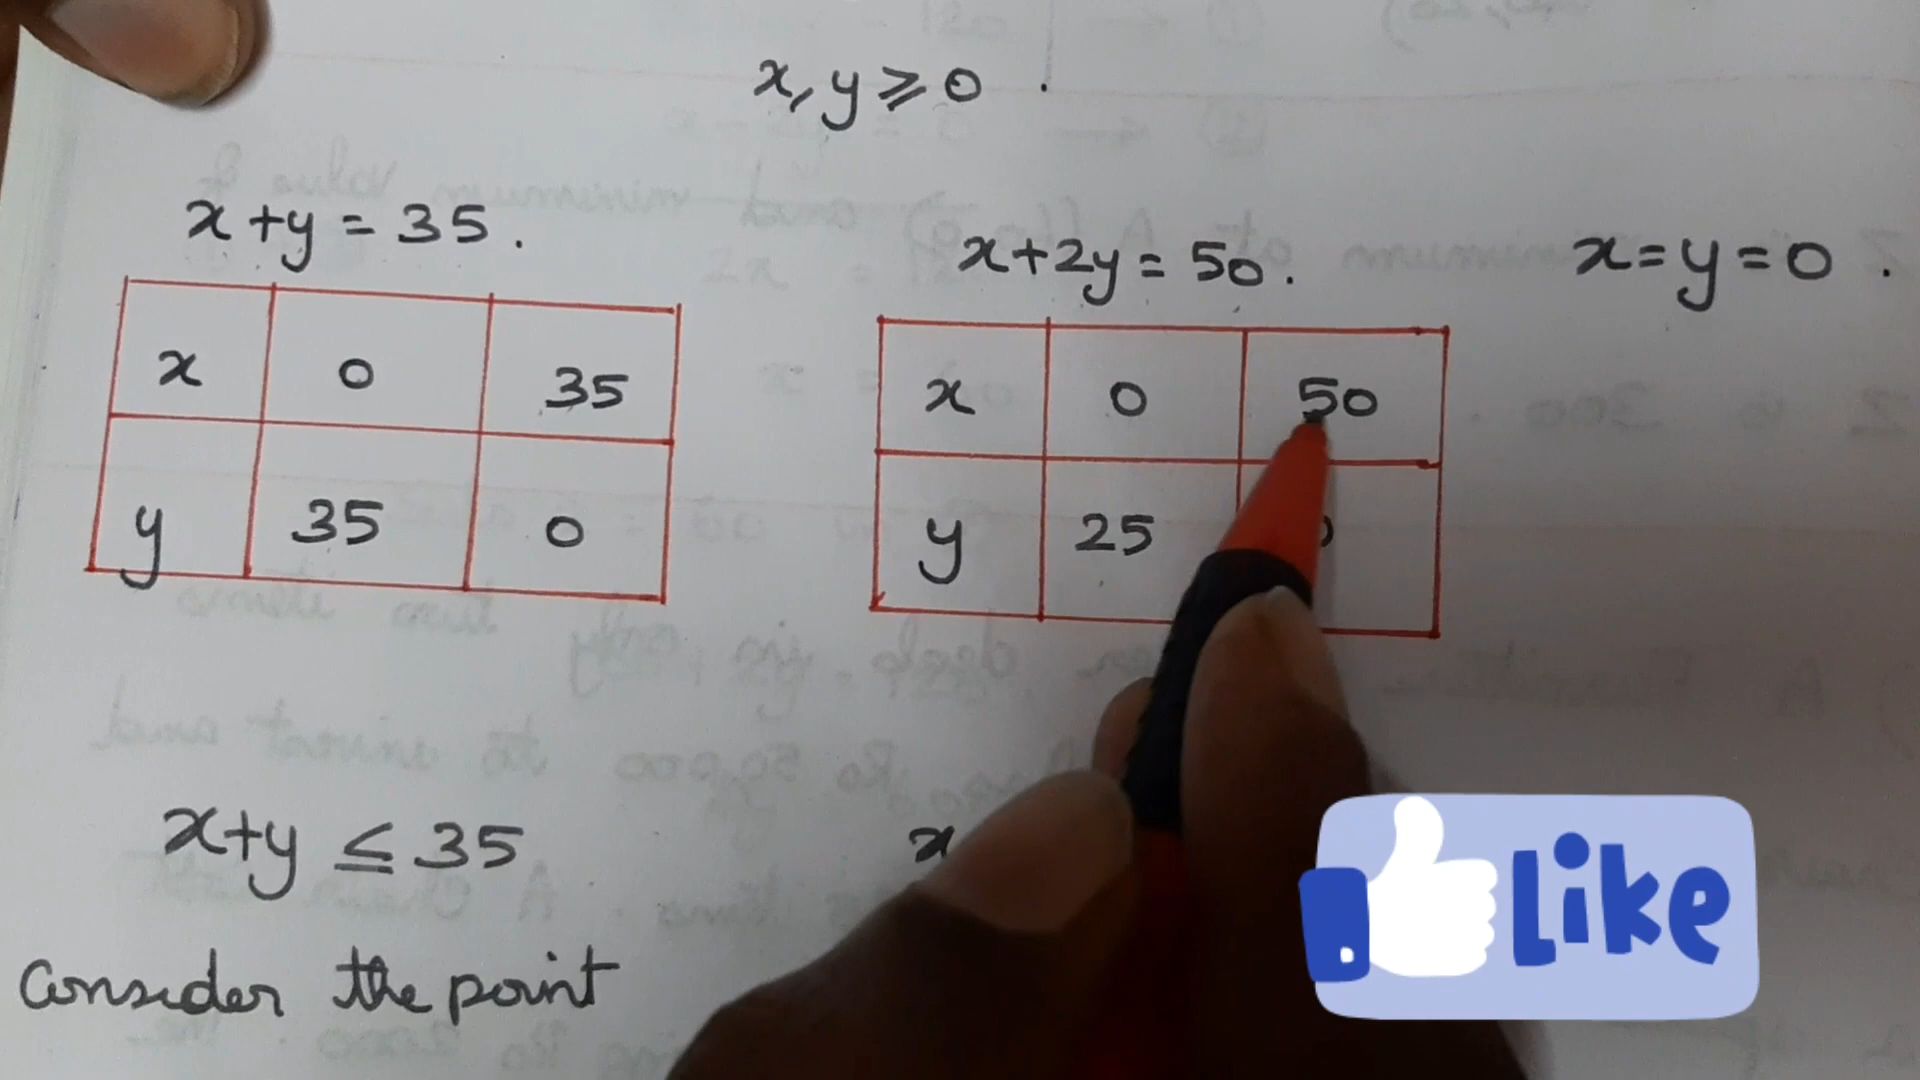 x, y ⩾ 0 .
x + y = 35 .
x + 2y = 50 .
x = y = 0 .
x 0 35
y 35 0
x 0 50
y 25
x + y ≤ 35
x
Consider the point
Like